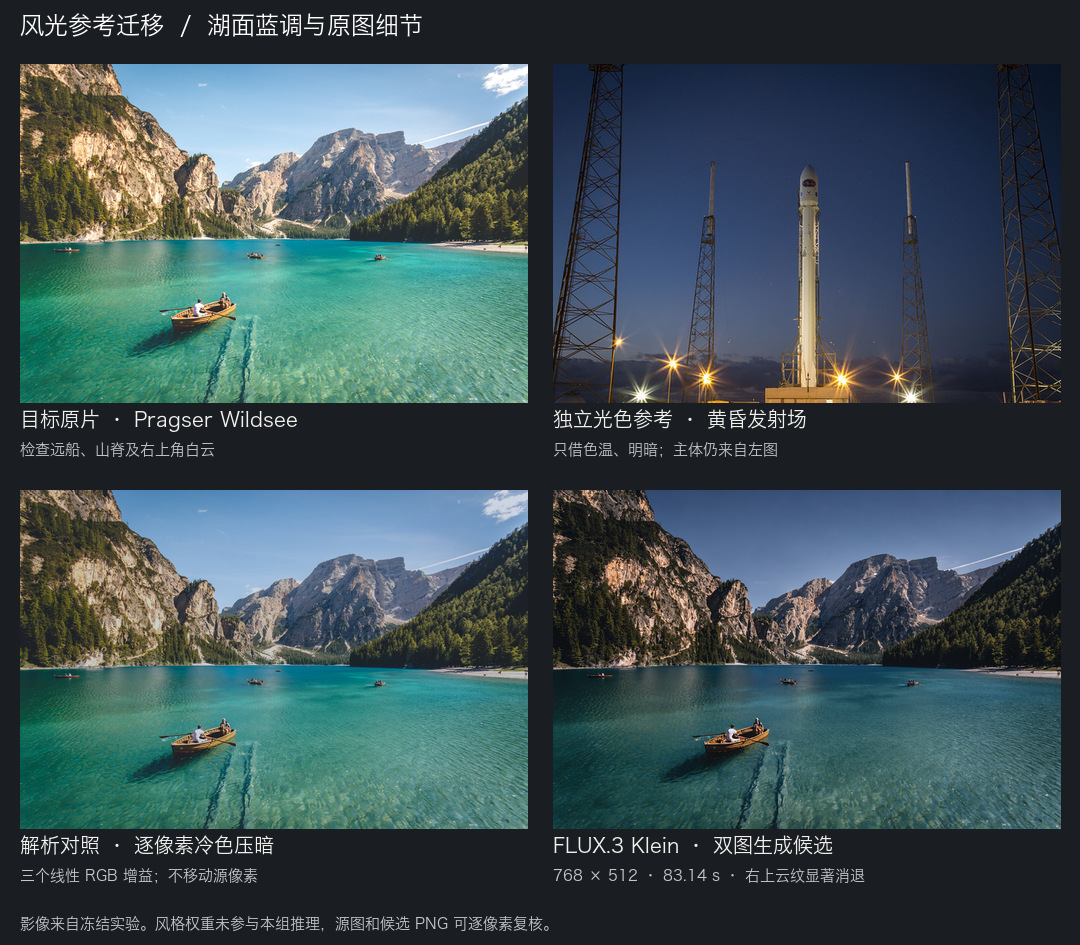 风光参考迁移 / 湖面蓝调与原图细节
目标原片 · Pragser Wildsee
检查远船、山脊及右上角白云
独立光色参考 · 黄昏发射场
只借色温、明暗；主体仍来自左图
解析对照 · 逐像素冷色压暗
三个线性 RGB 增益；不移动源像素
FLUX.3 Klein · 双图生成候选
768 × 512 · 83.14 s · 右上云纹显著消退
影像来自冻结实验。风格权重未参与本组推理，源图和候选 PNG 可逐像素复核。